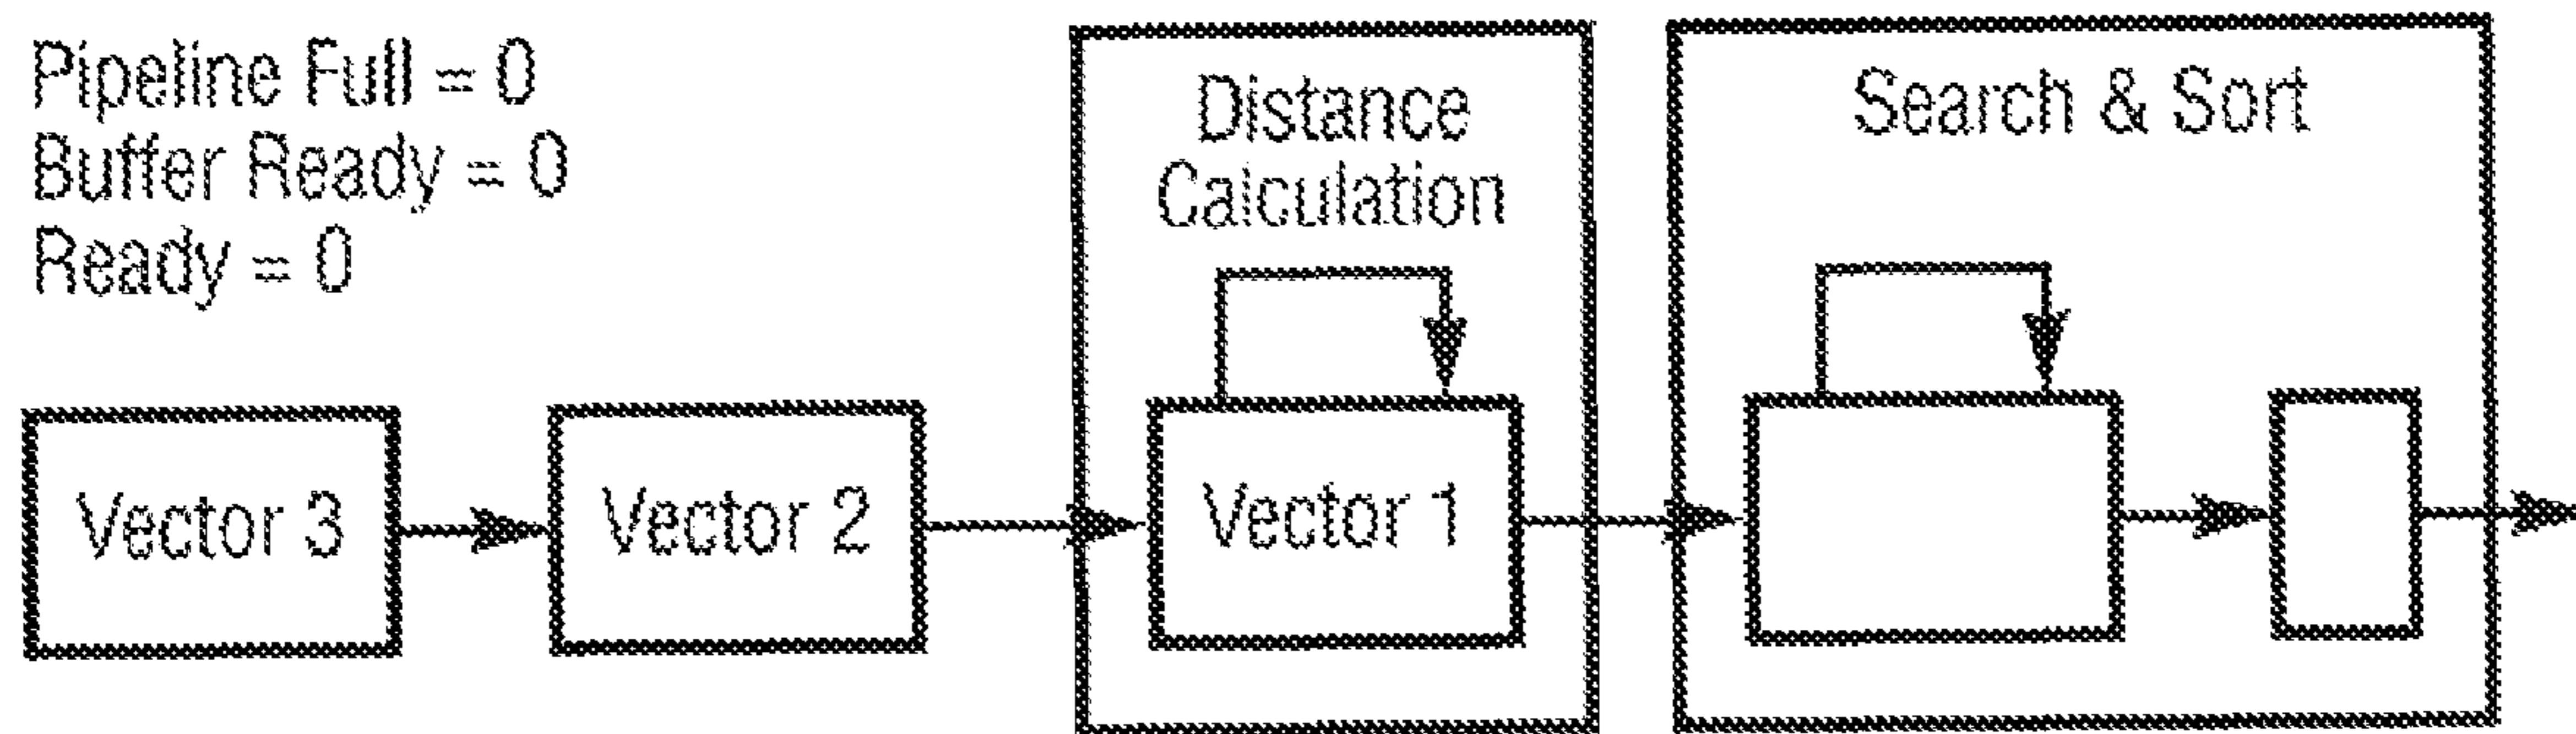 Pipeline Full = 0
Buffer Ready = 0
Ready = 0
Distance
Calculation
Search & Sort
Vector 3
Vector 2
Vector 1